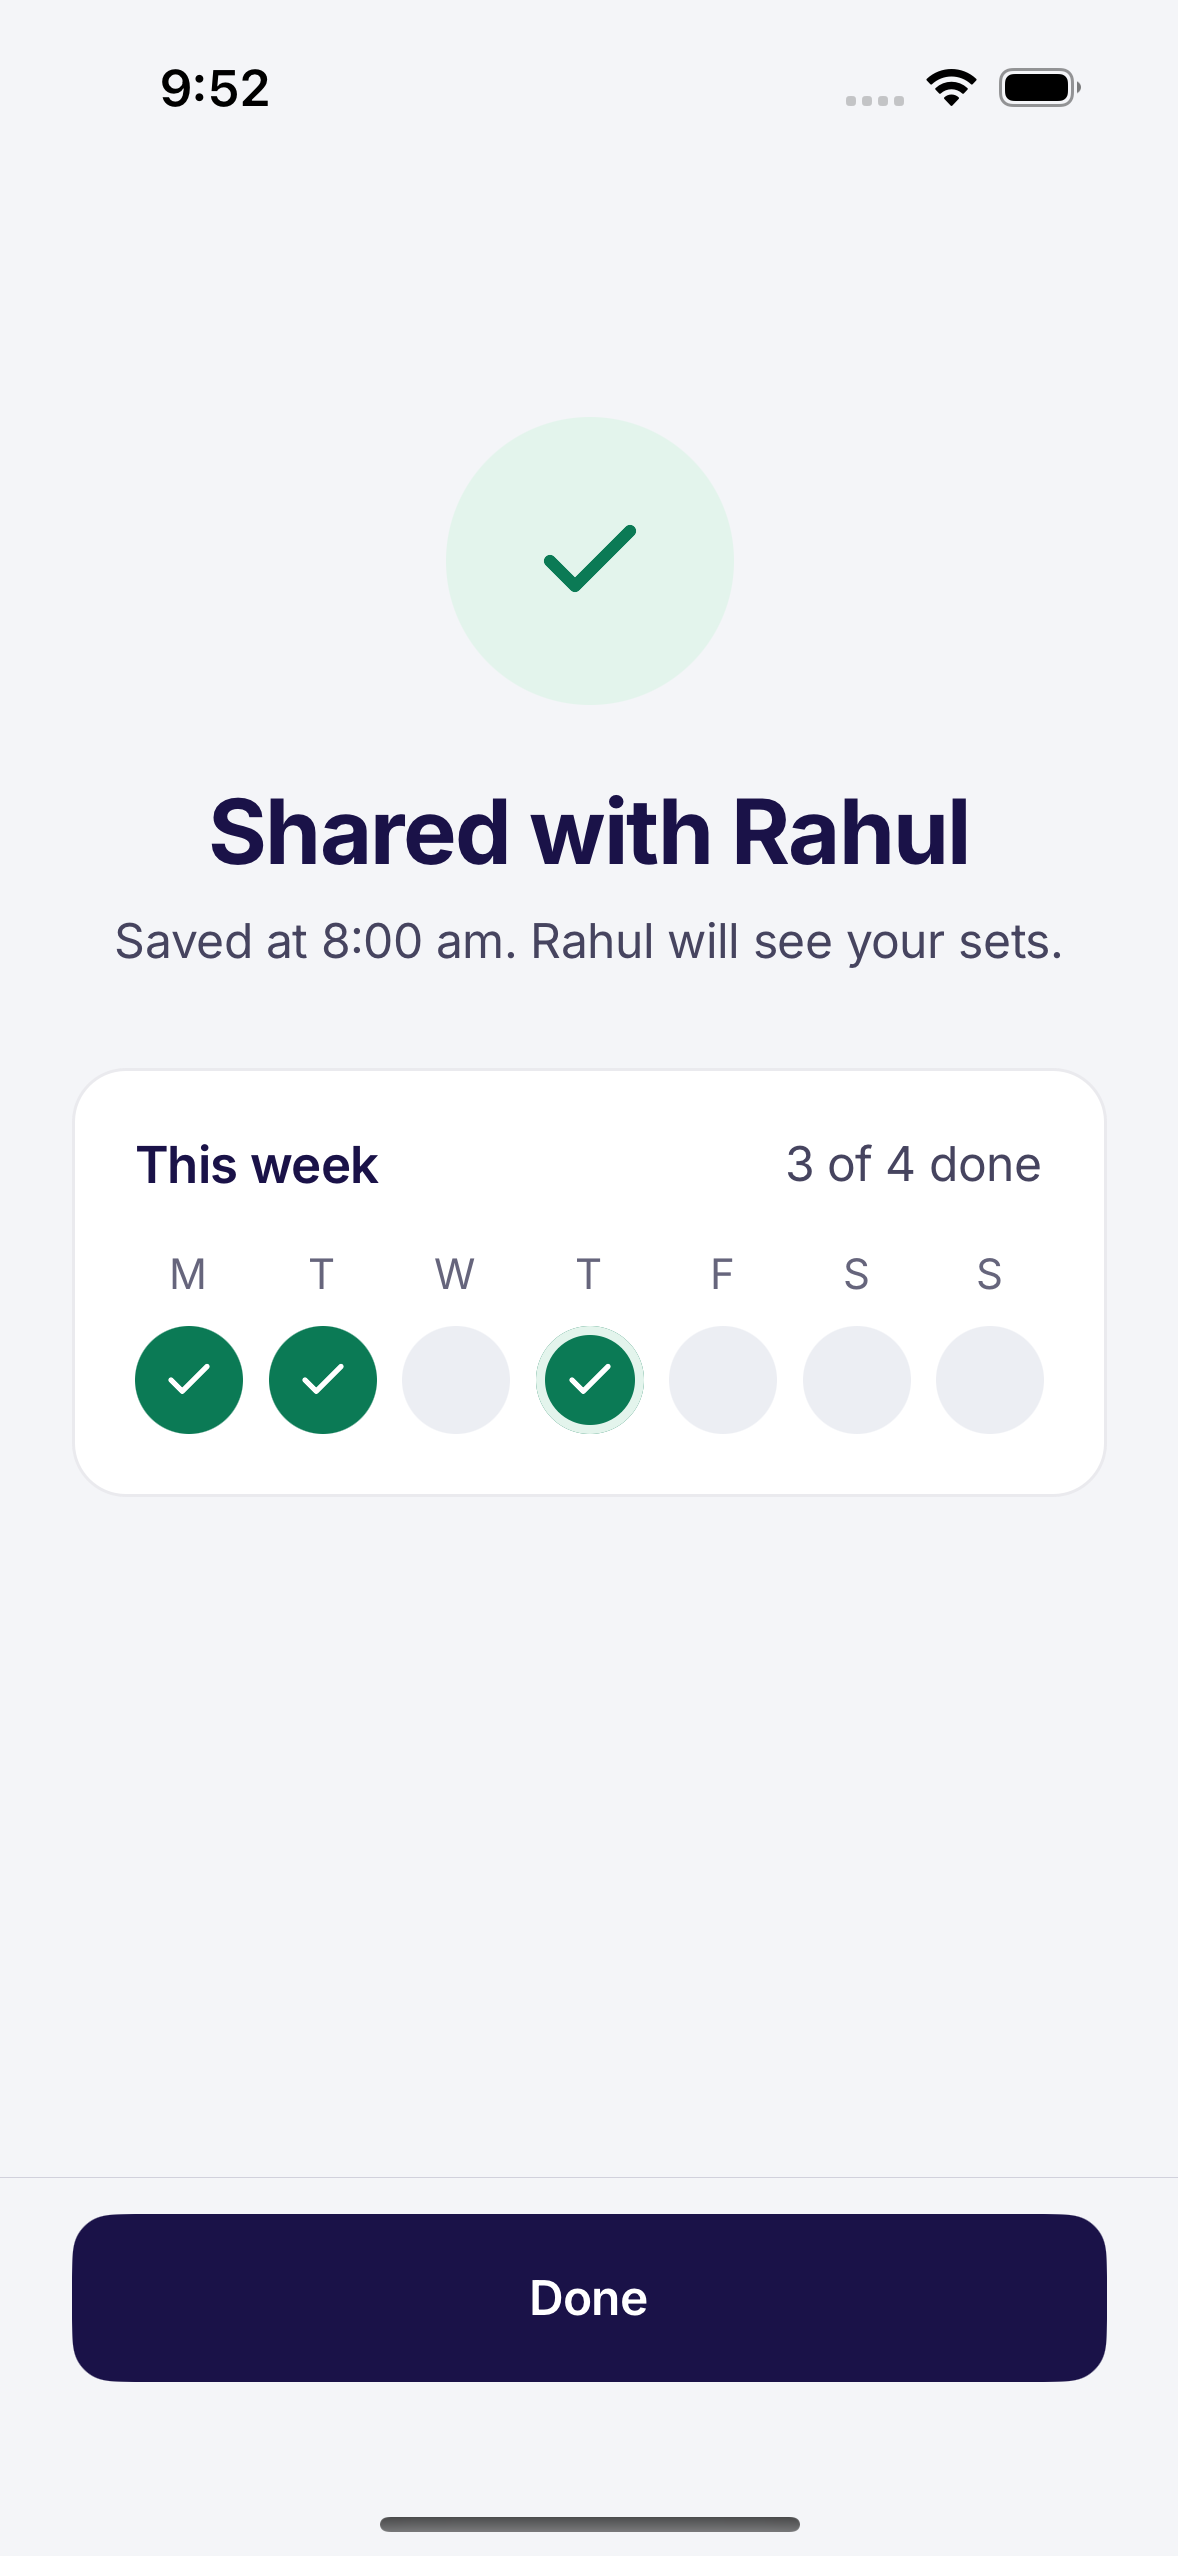 9:52
Shared with Rahul
Saved at 8:00 am. Rahul will see your sets.
This week 3 of 4 done
M T W T F S S
Done